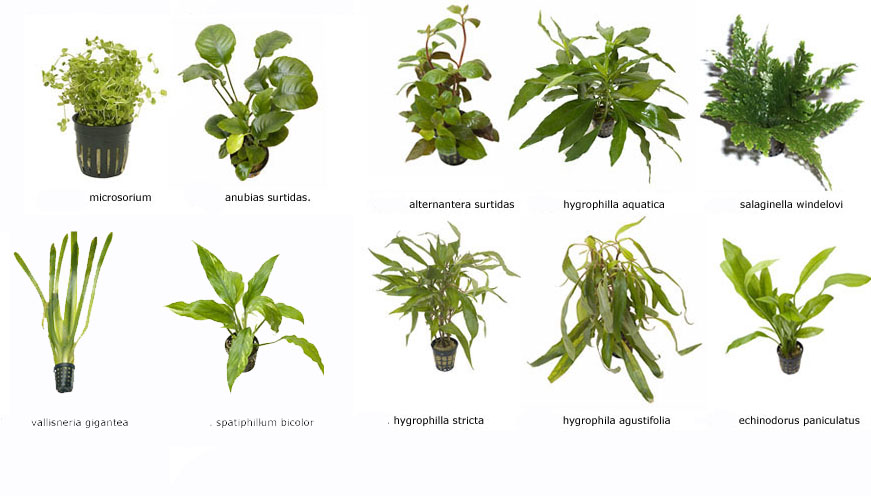 microsorium
anubias surtidas.
alternantera surtidas
hygrophilla aquatica
salaginella windelovi
vallisneria gigantea
. spatiphillum bicolor
. hygrophilla stricta
hygrophila agustifolia
echinodorus paniculatus